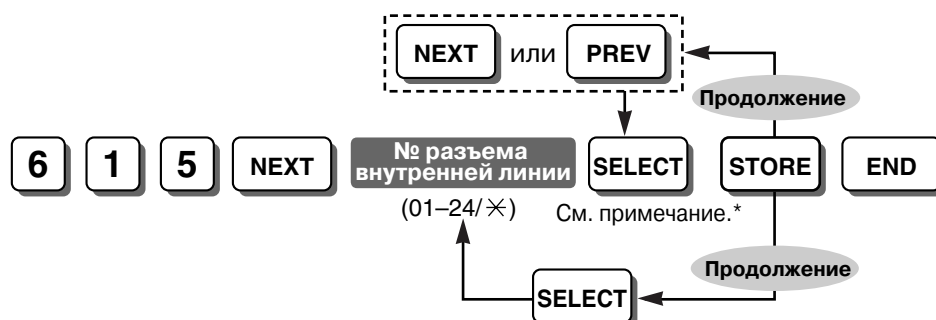 NEXT или PREV
Продолжение
6 1 5 NEXT № разъема внутренней линии SELECT STORE END
(01–24/✳) См. примечание.*
Продолжение
SELECT